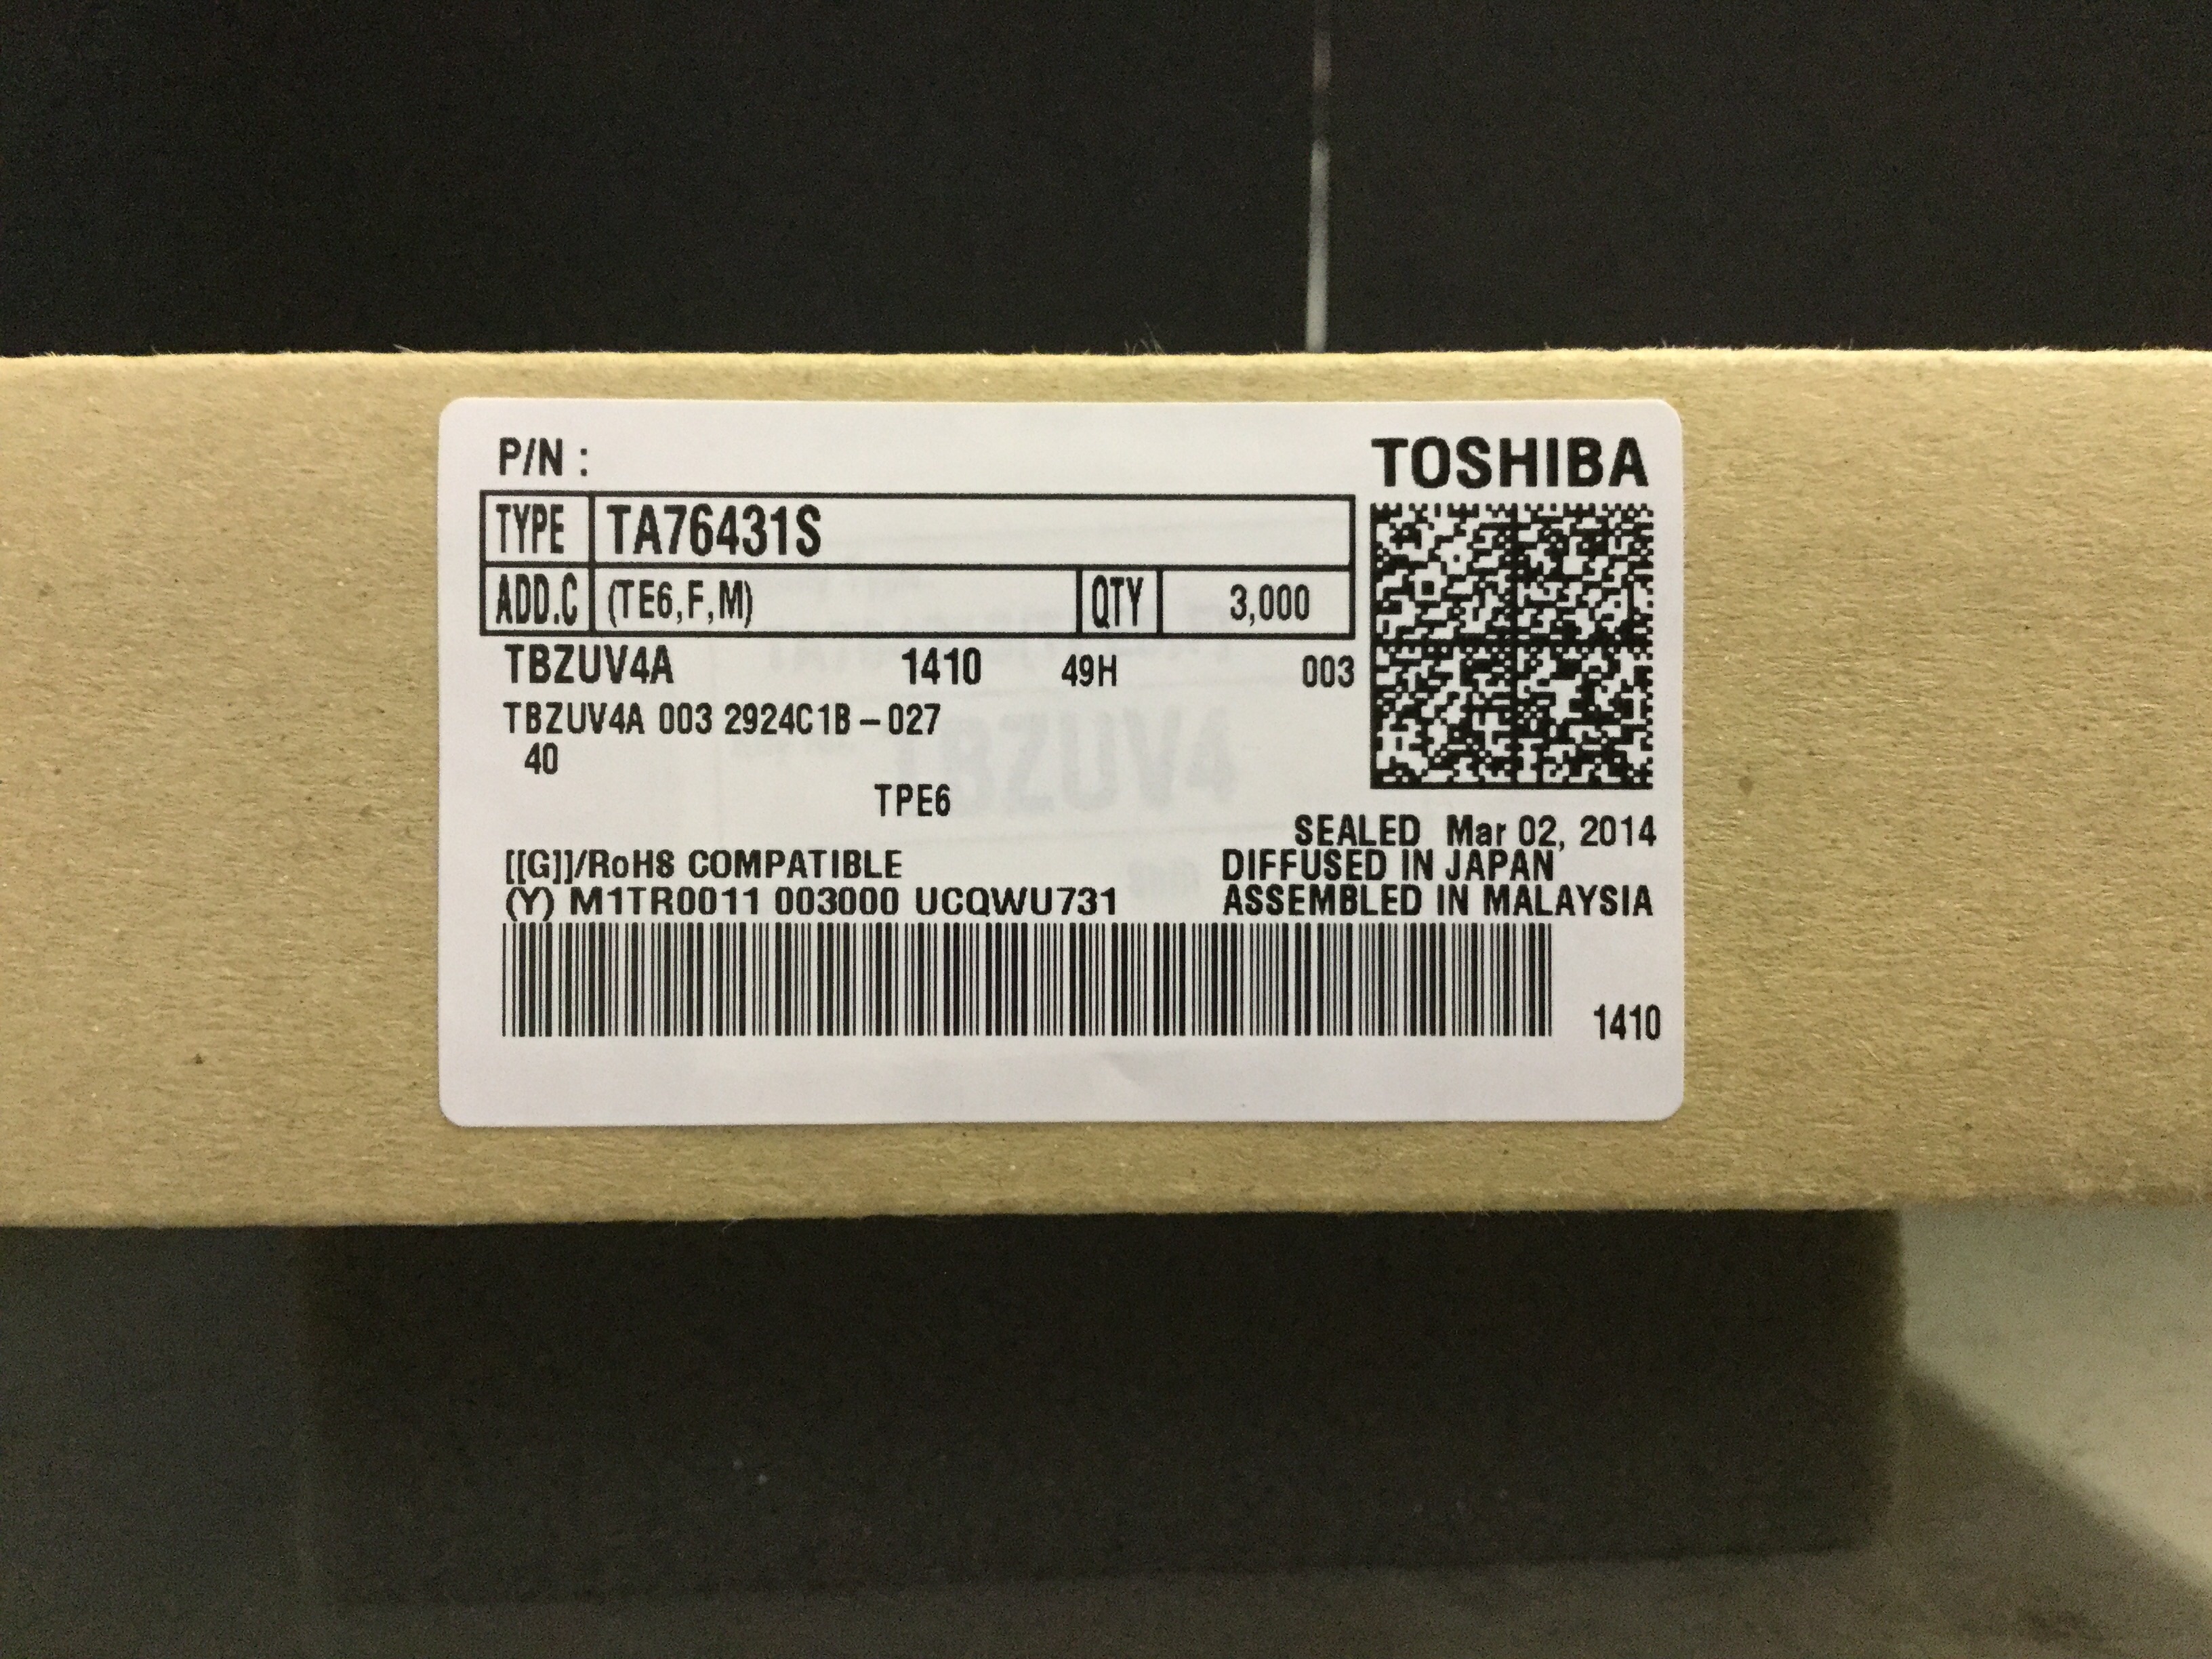 P/N :
TOSHIBA
TYPE TA76431S
ADD.C (TE6,F,M) QTY 3,000
TBZUV4A 1410 49H 003
TBZUV4A 003 2924C1B-027
40
TPE6
SEALED Mar 02, 2014
[[G]]/RoHS COMPATIBLE DIFFUSED IN JAPAN
(Y) M1TR0011 003000 UCQWU731 ASSEMBLED IN MALAYSIA
1410
TBZUV4